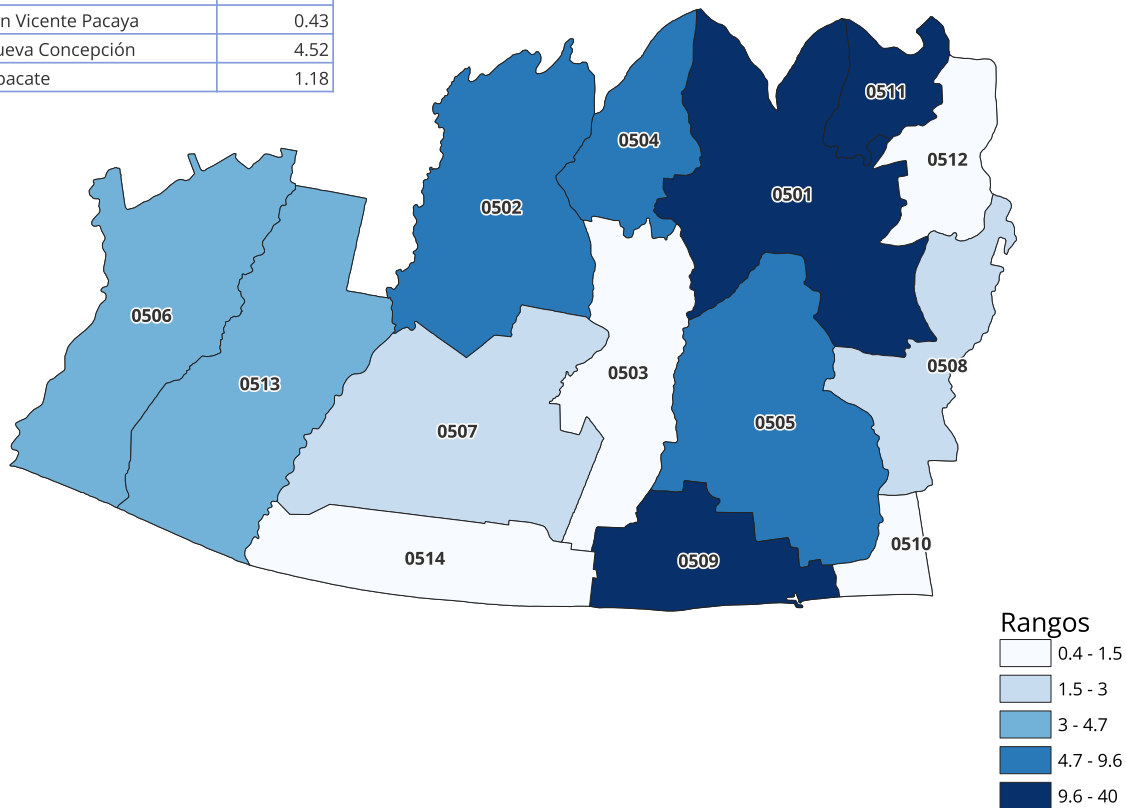 n Vicente Pacaya 0.43
ueva Concepción 4.52
pacate 1.18
0511
0504
0512
0501
0502
0506
0508
0503
0513
0505
0507
0510
0514
0509
Rangos
0.4 - 1.5
1.5 - 3
3 - 4.7
4.7 - 9.6
9.6 - 40